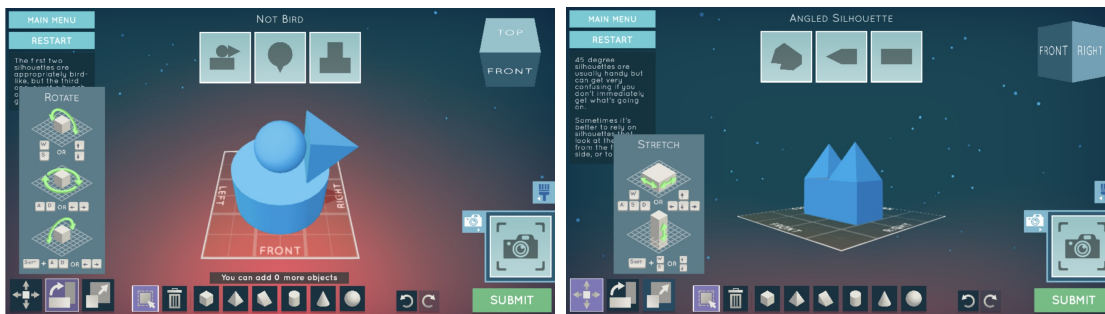 MAIN MENU
RESTART
The first two
silhouettes are
appropriately bird-
like, but the third
NOT BIRD
TOP
FRONT
ROTATE
W
OR
S
A D OR
Shift + A D OR
LEFT
RIGHT
FRONT
You can add 0 more objects
SUBMIT
MAIN MENU
RESTART
45 degree
silhouettes are
usually handy but
can get very
confusing if you
don't immediately
get what's going
on.
Sometimes it's
better to rely on
silhouettes that
look at the
from the f
side, or to
ANGLED SILHOUETTE
FRONT RIGHT
STRETCH
W
A S D OR
Shift + W S OR
FRONT
RIGHT
SUBMIT